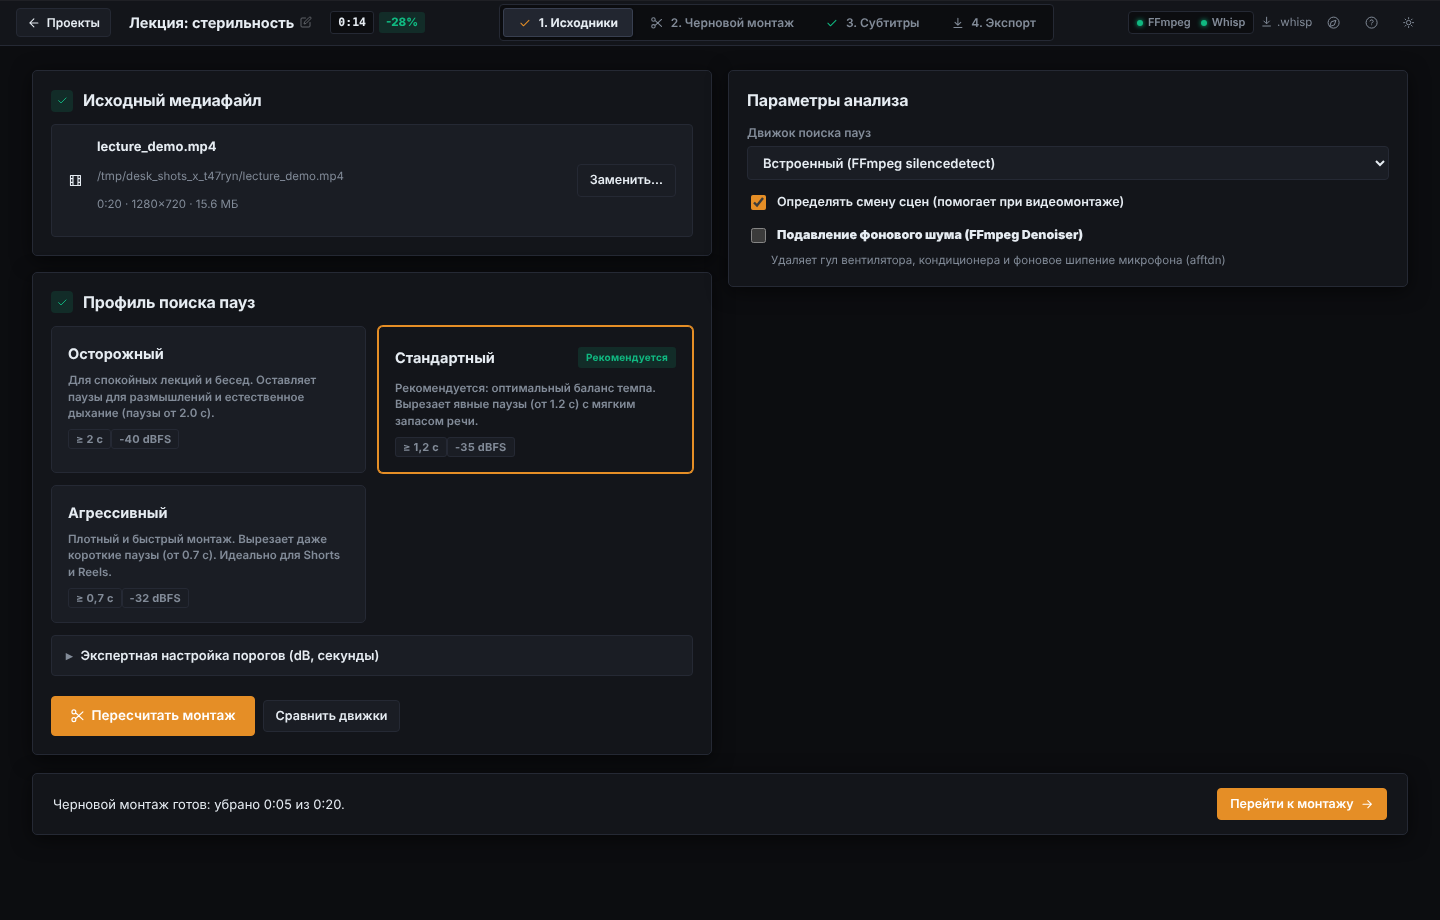 Проекты
Лекция: стерильность
0:14
-28%
1. Исходники
2. Черновой монтаж
3. Субтитры
4. Экспорт
FFmpeg
Whisp
.whisp
Исходный медиафайл
lecture_demo.mp4
/tmp/desk_shots_x_t47ryn/lecture_demo.mp4
0:20 · 1280×720 · 15.6 МБ
Заменить...
Профиль поиска пауз
Осторожный
Для спокойных лекций и бесед. Оставляет
паузы для размышлений и естественное
дыхание (паузы от 2.0 с).
≥ 2 с
-40 dBFS
Стандартный
Рекомендуется
Рекомендуется: оптимальный баланс темпа.
Вырезает явные паузы (от 1.2 с) с мягким
запасом речи.
≥ 1,2 с
-35 dBFS
Агрессивный
Плотный и быстрый монтаж. Вырезает даже
короткие паузы (от 0.7 с). Идеально для Shorts
и Reels.
≥ 0,7 с
-32 dBFS
Экспертная настройка порогов (dB, секунды)
Пересчитать монтаж
Сравнить движки
Параметры анализа
Движок поиска пауз
Встроенный (FFmpeg silencedetect)
Определять смену сцен (помогает при видеомонтаже)
Подавление фонового шума (FFmpeg Denoiser)
Удаляет гул вентилятора, кондиционера и фоновое шипение микрофона (afftdn)
Черновой монтаж готов: убрано 0:05 из 0:20.
Перейти к монтажу